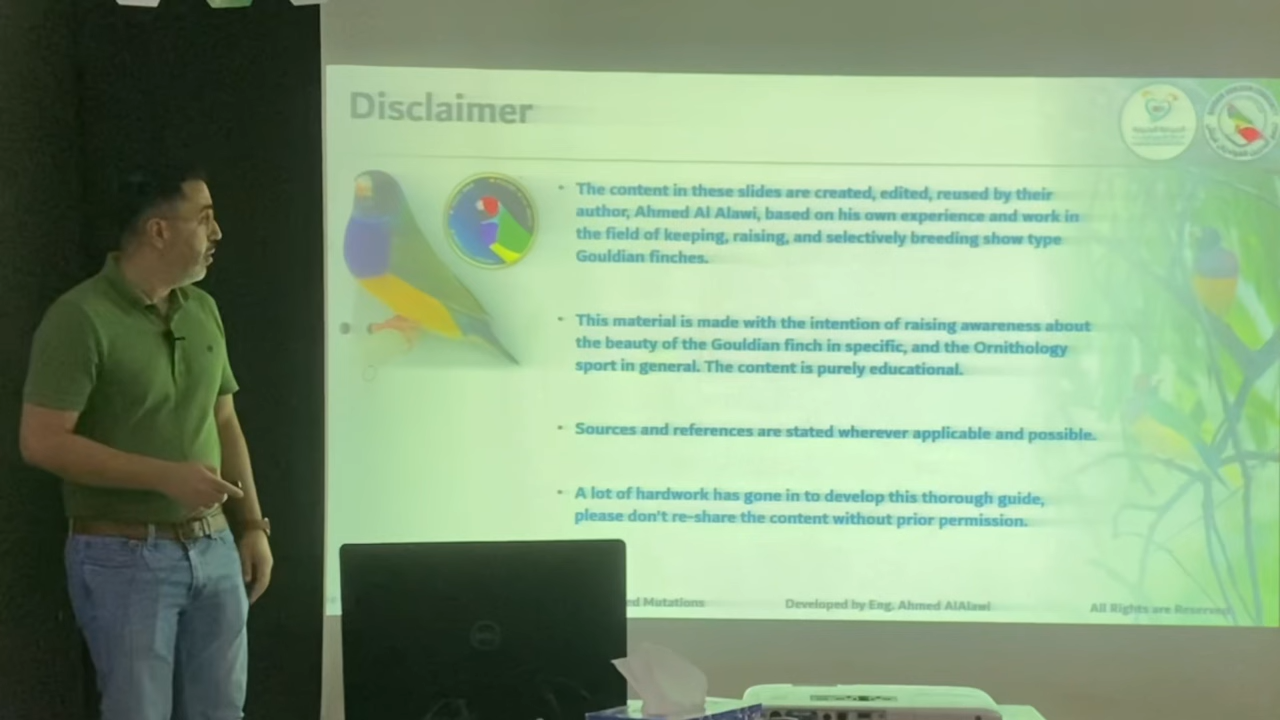 Disclaimer
• The content in these slides are created, edited, reused by their
author, Ahmed Al Alawi, based on his own experience and work in
the field of keeping, raising, and selectively breeding show type
Gouldian finches.
• This material is made with the intention of raising awareness about
the beauty of the Gouldian finch in specific, and the Ornithology
sport in general. The content is purely educational.
• Sources and references are stated wherever applicable and possible.
• A lot of hardwork has gone in to develop this thorough guide,
please don't re-share the content without prior permission.
ed Mutations
Developed by Eng. Ahmed AlAlawi
All Rights are Reserved
DELL